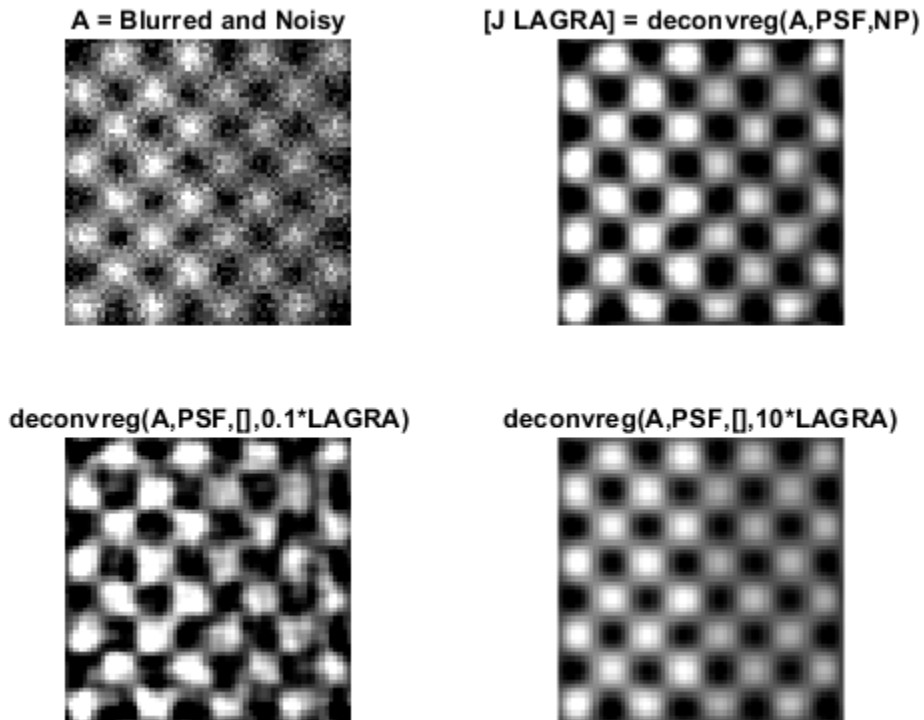 A = Blurred and Noisy
[J LAGRA] = deconvreg(A,PSF,NP)
deconvreg(A,PSF,[],0.1*LAGRA)
deconvreg(A,PSF,[],10*LAGRA)